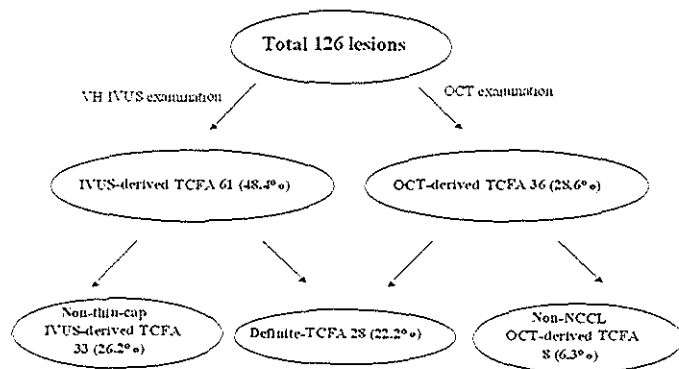 Total 126 lesions
VH IVUS examination
OCT examination
IVUS-derived TCFA 61 (48.4%)
OCT-derived TCFA 36 (28.6%)
Non-thin-cap
IVUS-derived TCFA
33 (26.2%)
Definite-TCFA 28 (22.2%)
Non-NCCL
OCT-derived TCFA
8 (6.3%)